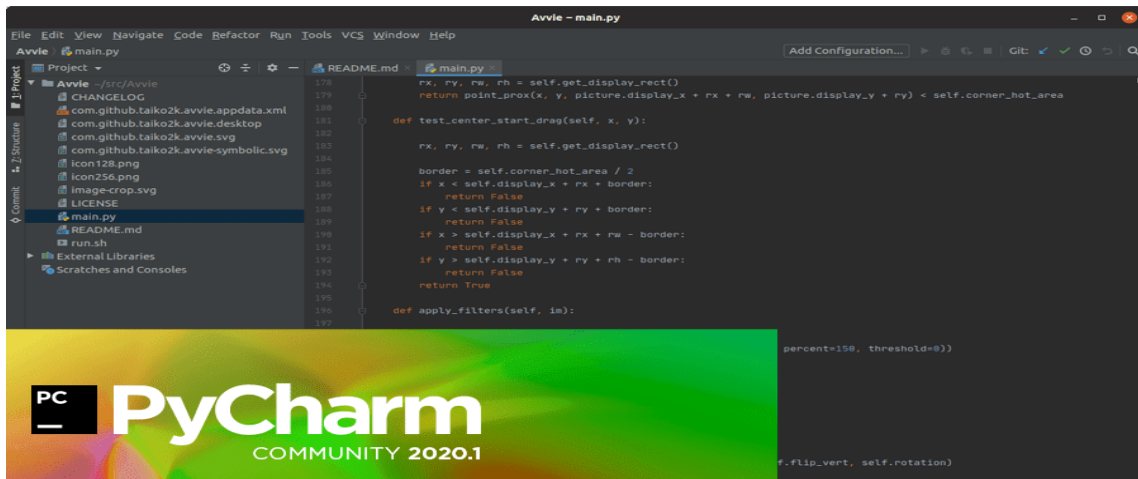 Avvie – main.py
File Edit View Navigate Code Refactor Run Tools VCS Window Help
Avvie main.py Add Configuration... Git:
1: Project
Project
README.md
main.py
Avvie ~/src/Avvie
CHANGELOG
com.github.taiko2k.avvie.appdata.xml
com.github.taiko2k.avvie.desktop
com.github.taiko2k.avvie.svg
com.github.taiko2k.avvie-symbolic.svg
icon128.png
icon256.png
image-crop.svg
LICENSE
main.py
README.md
run.sh
External Libraries
Scratches and Consoles
Z: Structure
Commit
178 rx, ry, rw, rh = self.get_display_rect()
179 return point_prox(x, y, picture.display_x + rx + rw, picture.display_y + ry) < self.corner_hot_area
180
181 def test_center_start_drag(self, x, y):
182
183 rx, ry, rw, rh = self.get_display_rect()
184
185 border = self.corner_hot_area / 2
186 if x < self.display_x + rx + border:
187 return False
188 if y < self.display_y + ry + border:
189 return False
190 if x > self.display_x + rx + rw - border:
191 return False
192 if y > self.display_y + ry + rh - border:
193 return False
194 return True
195
196 def apply_filters(self, im):
197
percent=150, threshold=0))
f.flip_vert, self.rotation)
PC
PyCharm
COMMUNITY 2020.1